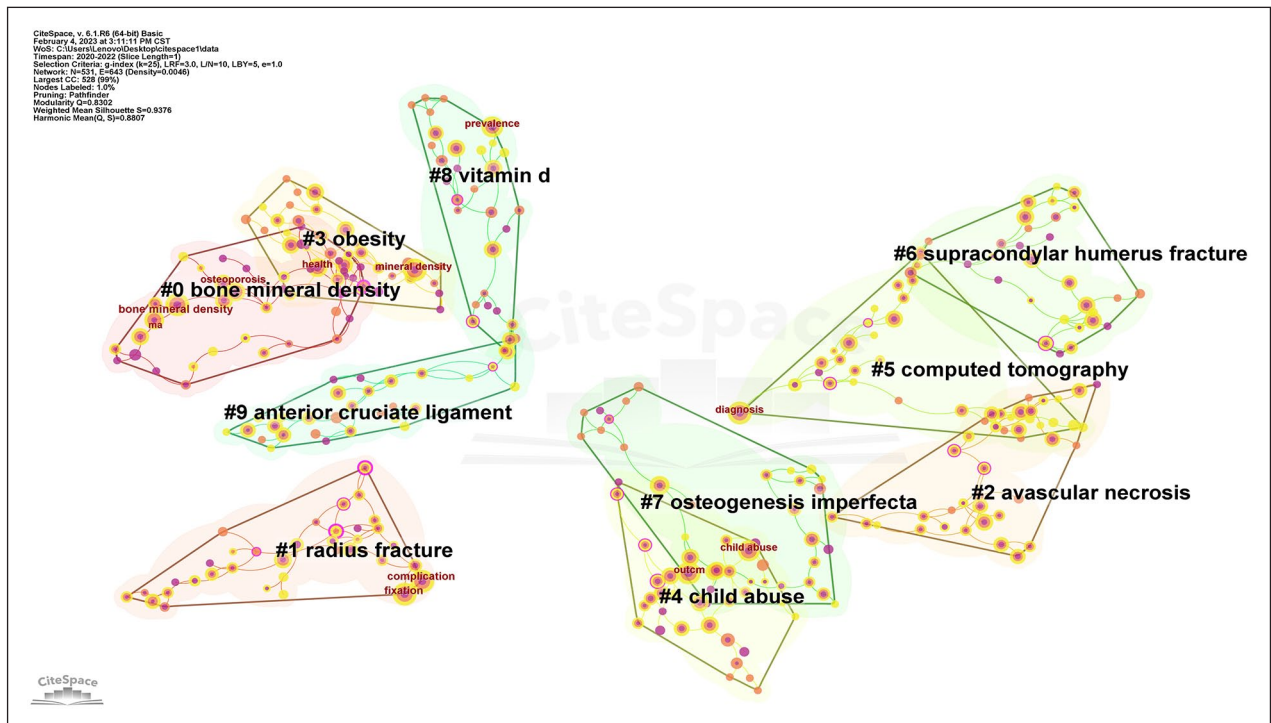 CiteSpace, v. 6.1.R6 (64-bit) Basic
February 4, 2023 at 3:11:11 PM CST
WoS: C:\Users\Lenovo\Desktop\citespace1\data
Timespan: 2020-2022 (Slice Length=1)
Selection Criteria: g-index (k=25), LRF=3.0, L/N=10, LBY=5, e=1.0
Network: N=531, E=643 (Density=0.0046)
Largest CC: 528 (99%)
Nodes Labeled: 1.0%
Pruning: Pathfinder
Modularity Q=0.8302
Weighted Mean Silhouette S=0.9376
Harmonic Mean(Q, S)=0.8807
prevalence
#8 vitamin d
#3 obesity
health
mineral density
osteoporosis
#0 bone mineral density
bone mineral density
ma
#6 supracondylar humerus fracture
CiteSpace
#5 computed tomography
diagnosis
#9 anterior cruciate ligament
#2 avascular necrosis
#7 osteogenesis imperfecta
#1 radius fracture
child abuse
complication
outcm
fixation
#4 child abuse
CiteSpace